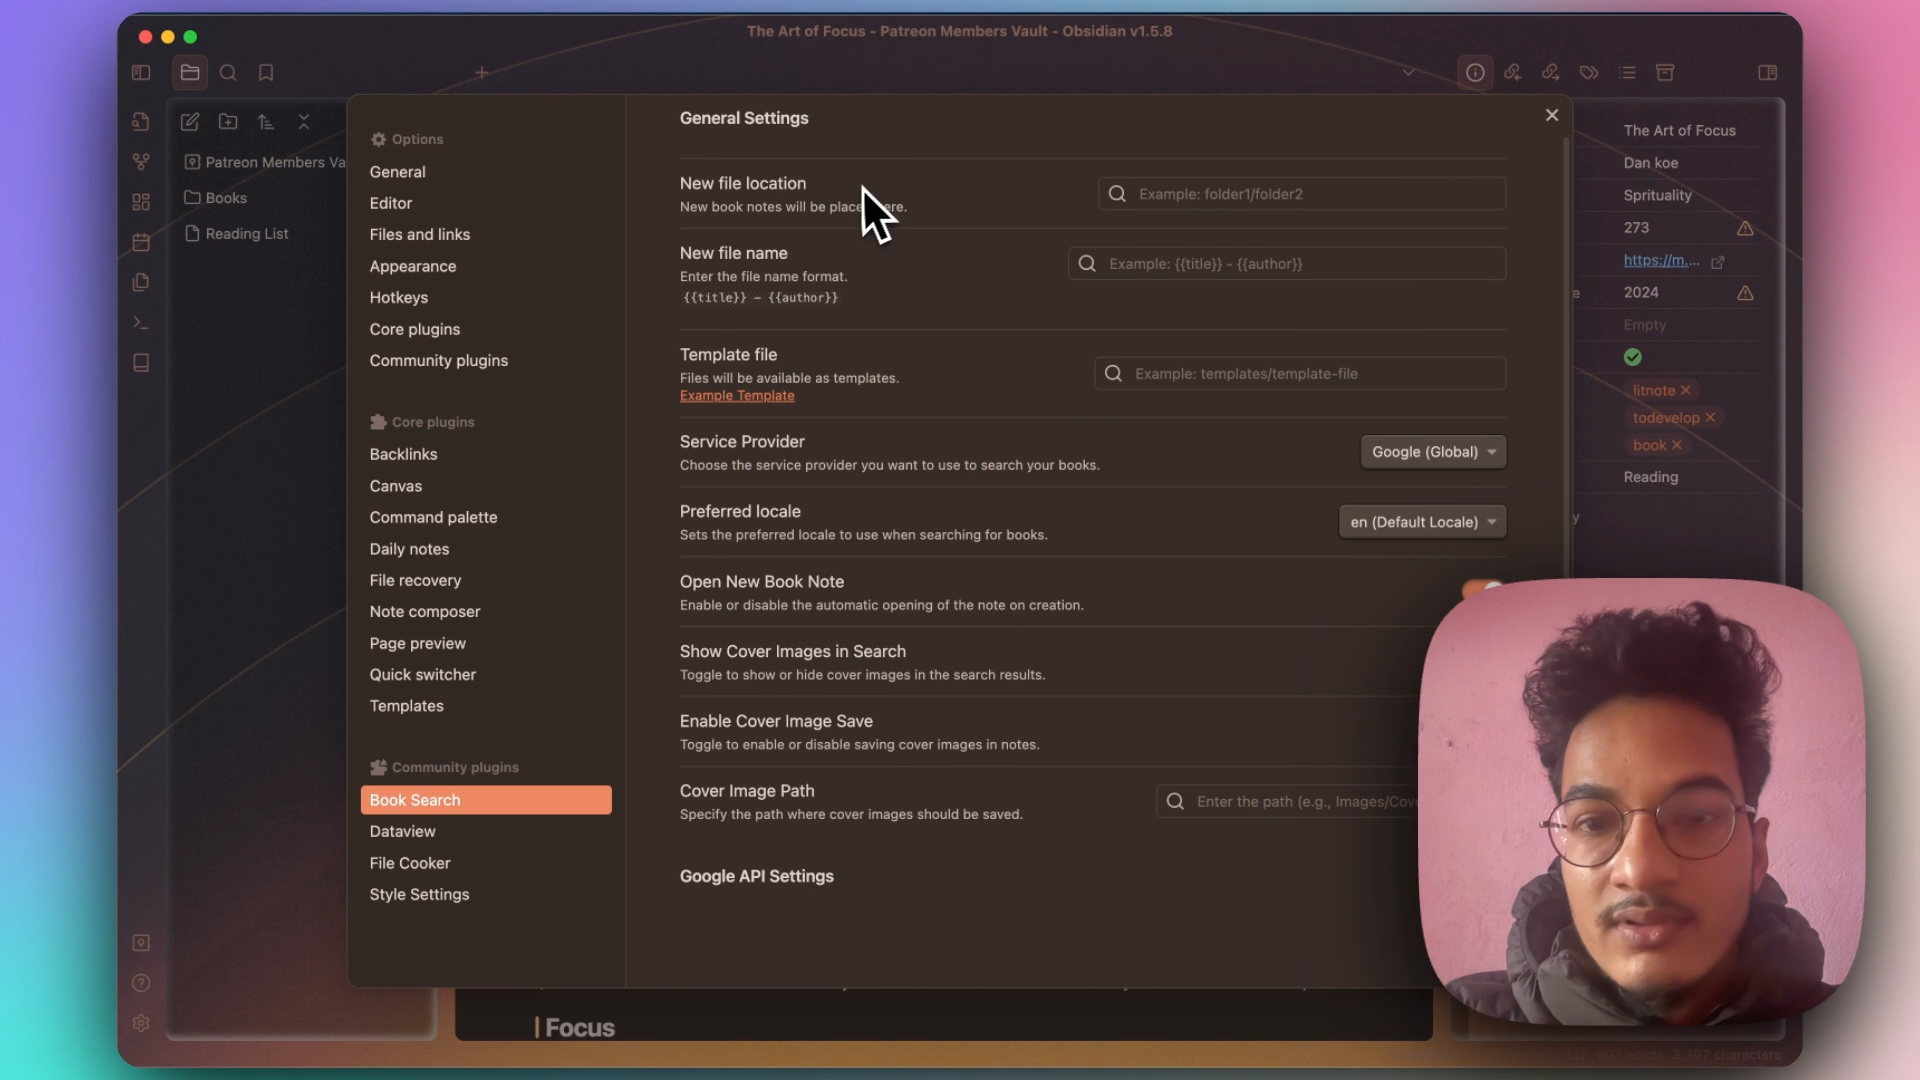 The Art of Focus - Patreon Members Vault - Obsidian v1.5.8
Patreon Members Va
Books
Reading List
Options
General
Editor
Files and links
Appearance
Hotkeys
Core plugins
Community plugins
Core plugins
Backlinks
Canvas
Command palette
Daily notes
File recovery
Note composer
Page preview
Quick switcher
Templates
Community plugins
Book Search
Dataview
File Cooker
Style Settings
General Settings
New file location
New book notes will be place ere.
Example: folder1/folder2
New file name
Enter the file name format.
{{title}} - {{author}}
Example: {{title}} - {{author}}
Template file
Files will be available as templates.
Example Template
Example: templates/template-file
Service Provider
Choose the service provider you want to use to search your books.
Google (Global)
Preferred locale
Sets the preferred locale to use when searching for books.
en (Default Locale)
Open New Book Note
Enable or disable the automatic opening of the note on creation.
Show Cover Images in Search
Toggle to show or hide cover images in the search results.
Enable Cover Image Save
Toggle to enable or disable saving cover images in notes.
Cover Image Path
Specify the path where cover images should be saved.
Enter the path (e.g., Images/Cov
Google API Settings
The Art of Focus
Dan koe
Sprituality
273
https://m....
e 2024
Empty
litnote
todevelop
book
Reading
y
Focus
words 3,397 characters